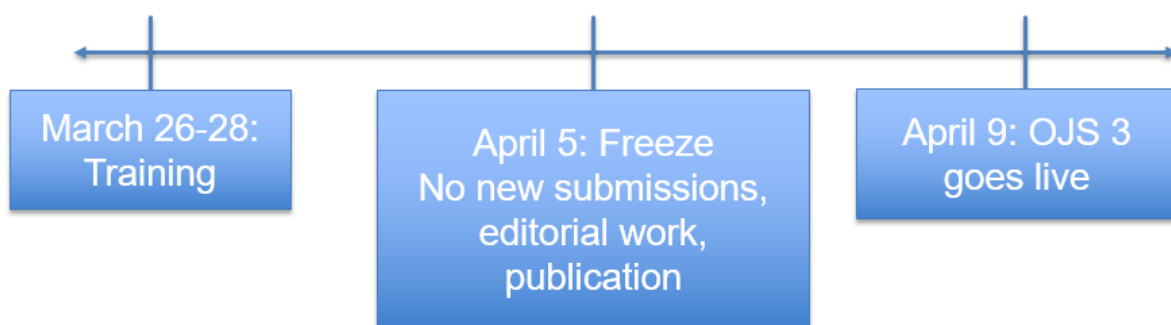 March 26-28:
Training
April 5: Freeze
No new submissions,
editorial work,
publication
April 9: OJS 3
goes live